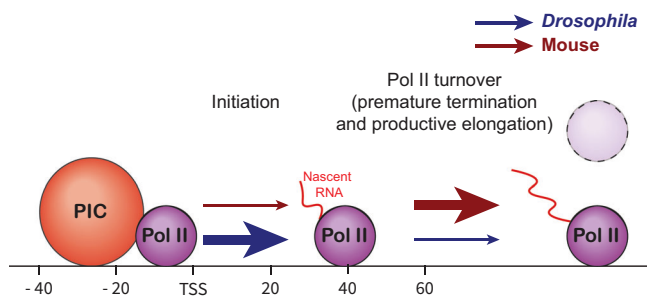 Drosophila
Mouse
Pol II turnover
(premature termination
and productive elongation)
Initiation
Nascent
RNA
PIC
Pol II
Pol II
Pol II
- 40
- 20
TSS
20
40
60